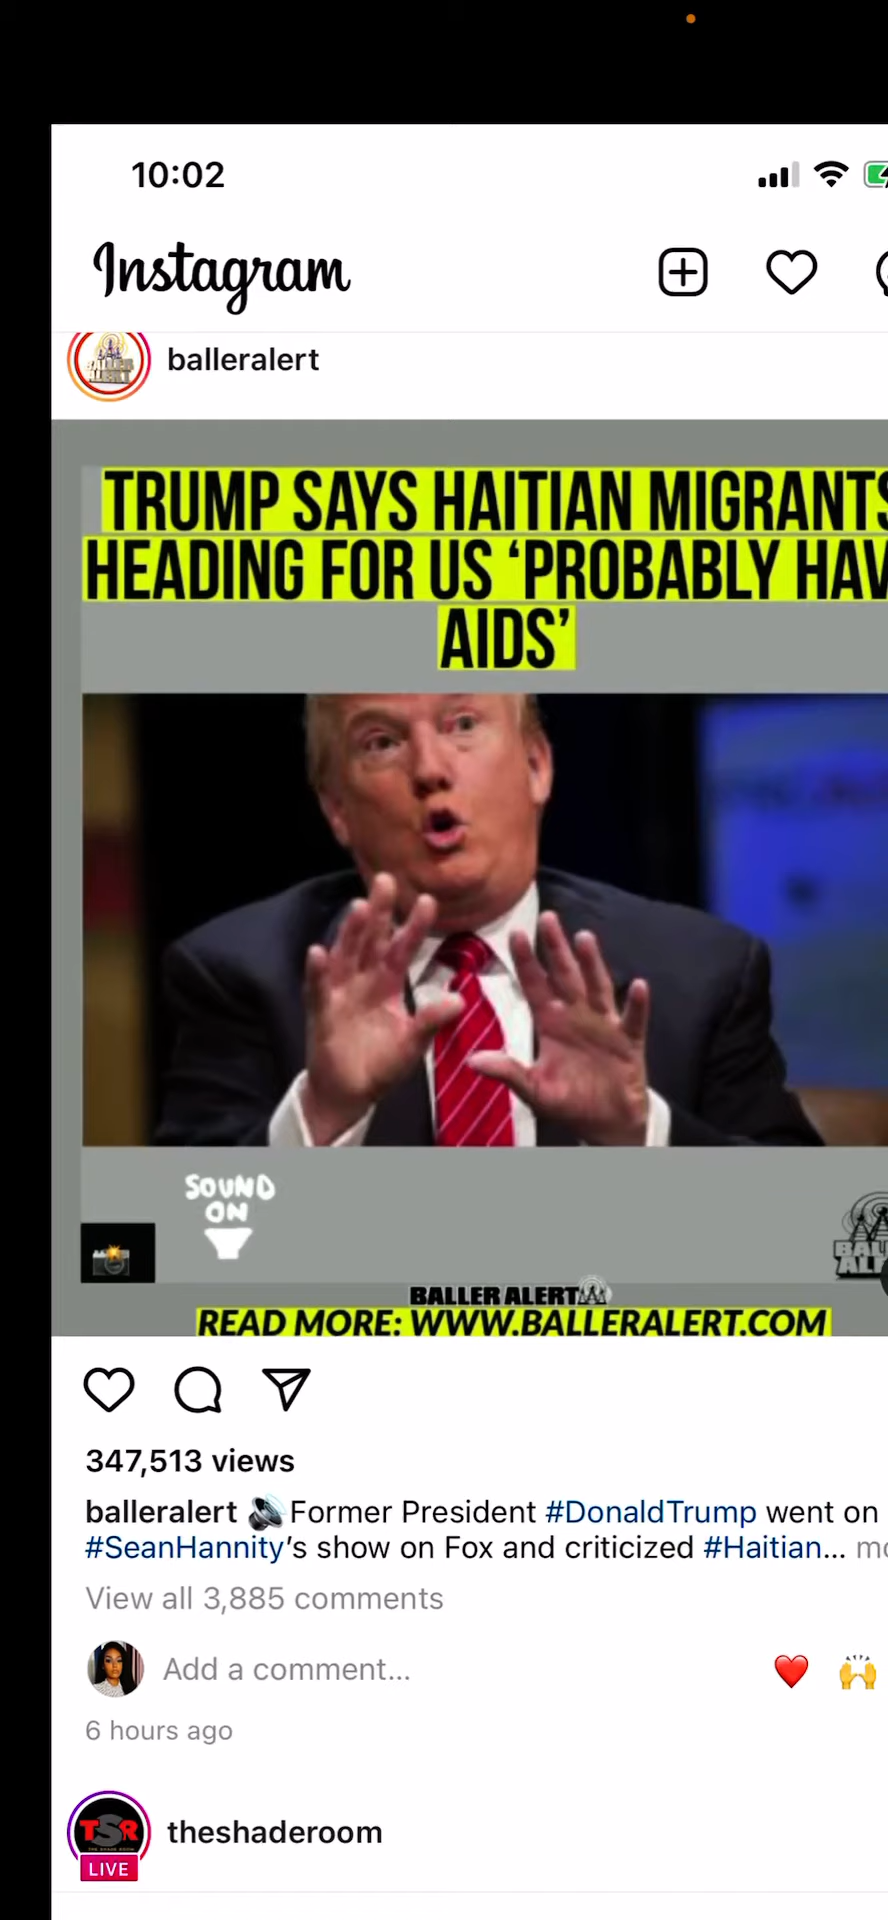 10:02
Instagram
balleralert
TRUMP SAYS HAITIAN MIGRANTS
HEADING FOR US ‘PROBABLY HAV
AIDS’
SOUND
ON
BALLER ALERT
READ MORE: WWW.BALLERALERT.COM
347,513 views
balleralert 🔊Former President #DonaldTrump went on
#SeanHannity’s show on Fox and criticized #Haitian... mo
View all 3,885 comments
Add a comment...
6 hours ago
TSR
LIVE
theshaderoom